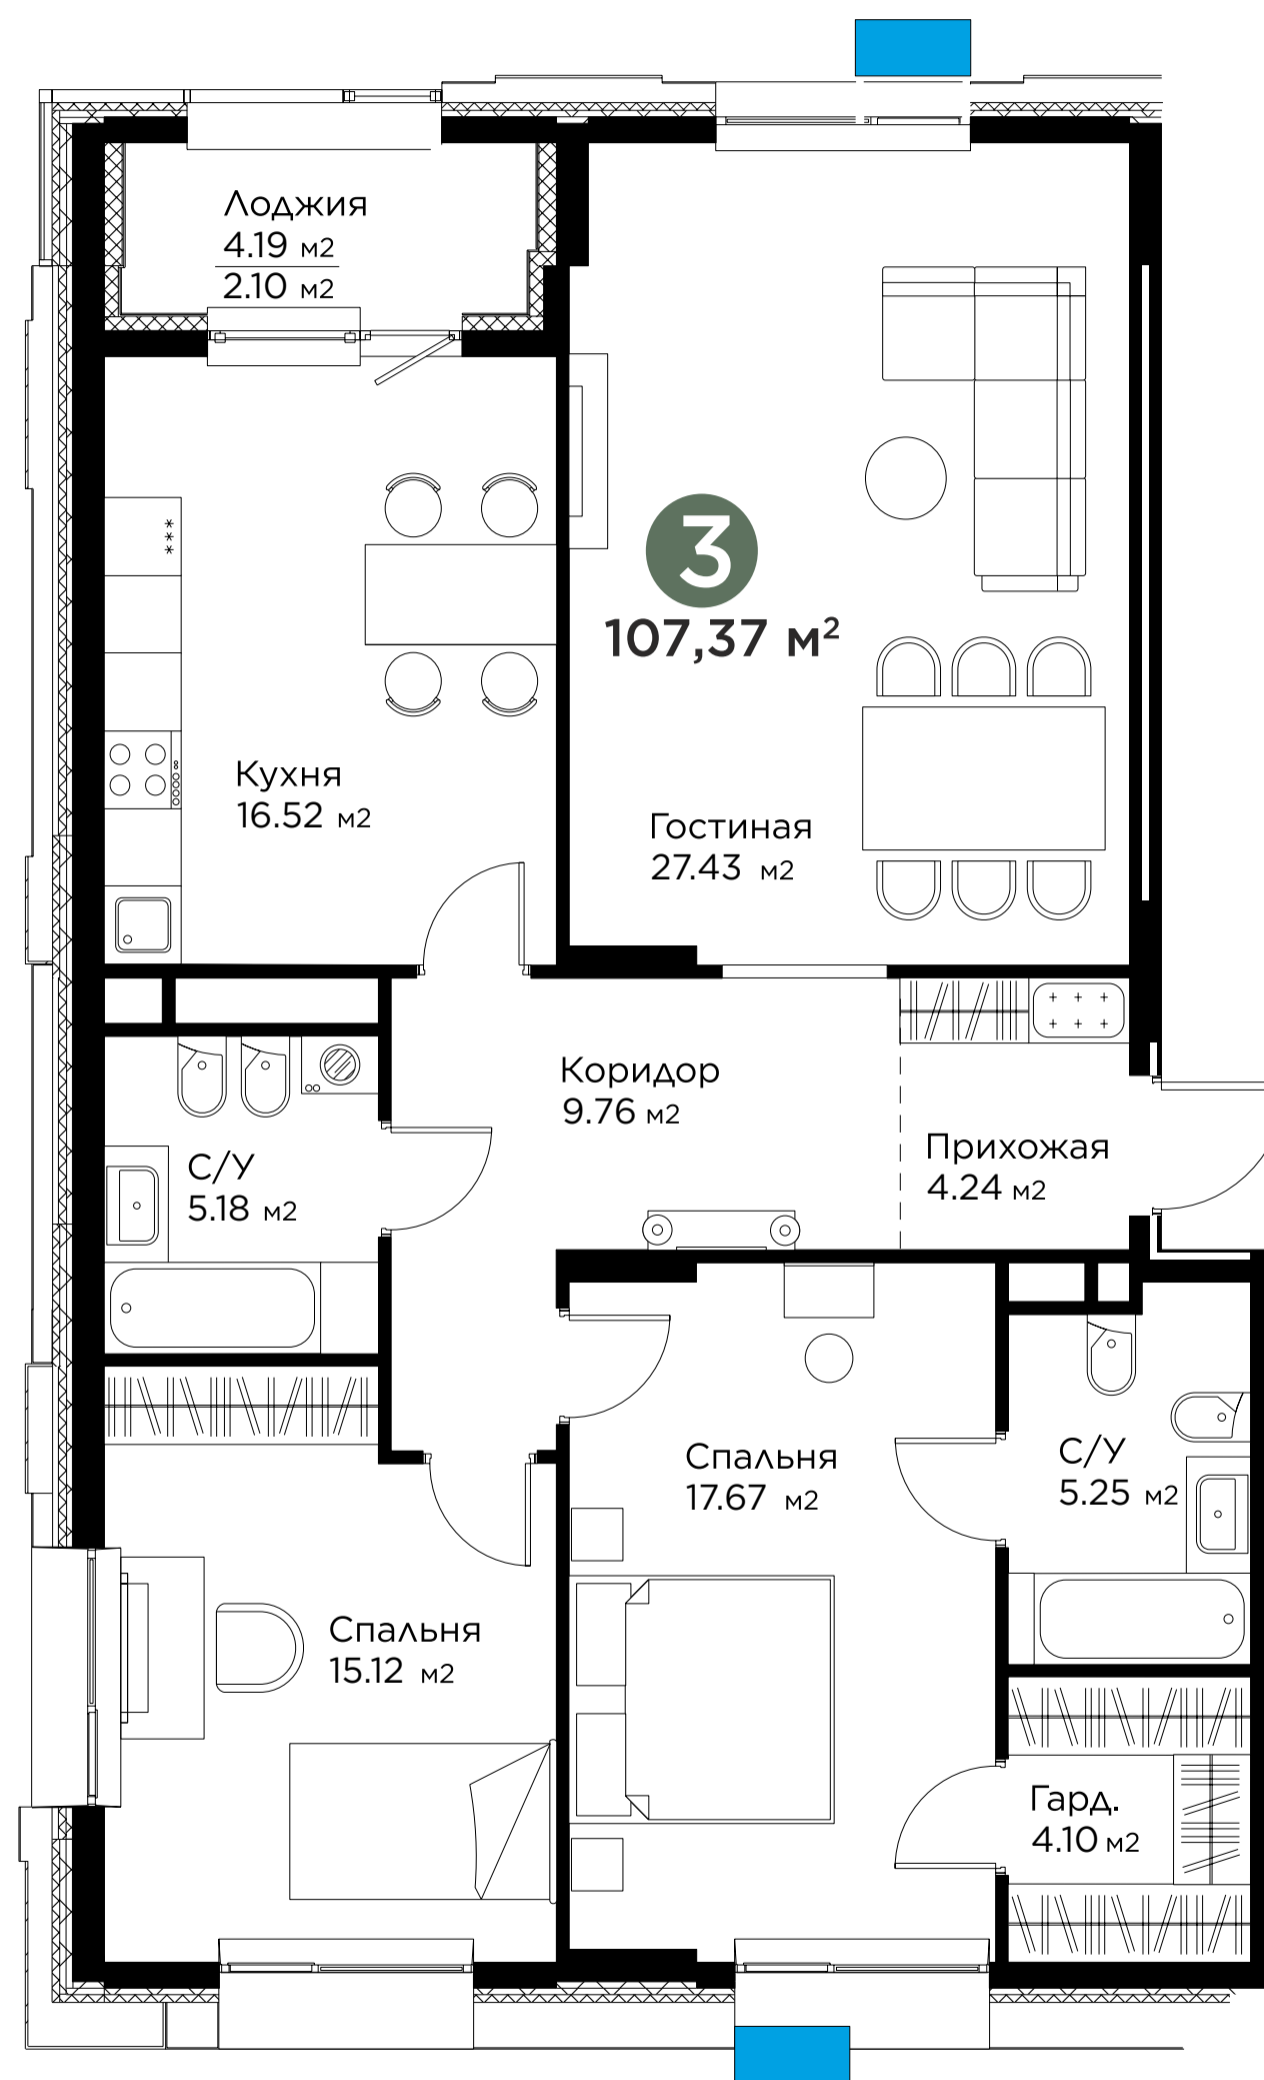 Лоджия
4.19 м2
2.10 м2
3
107,37 м²
Кухня
16.52 м2
Гостиная
27.43 м2
Коридор
9.76 м2
Прихожая
4.24 м2
С/У
5.18 м2
Спальня
17.67 м2
С/У
5.25 м2
Спальня
15.12 м2
Гард.
4.10 м2